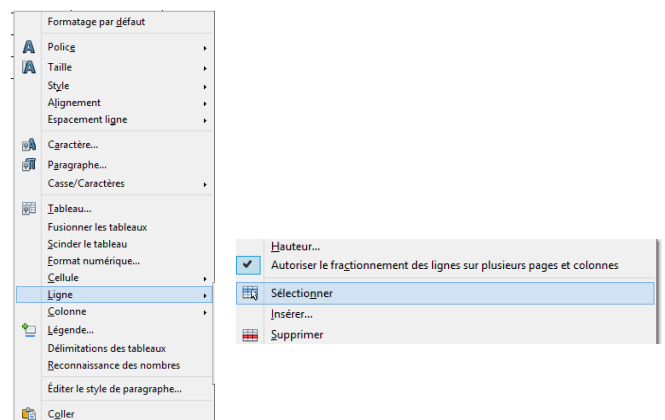 Formatage par défaut
Police
Taille
Style
Alignement
Espacement ligne
Caractère...
Paragraphe...
Casse/Caractères
Tableau...
Fusionner les tableaux
Scinder le tableau
Format numérique...
Cellule
Ligne
Colonne
Légende...
Délimitations des tableaux
Reconnaissance des nombres
Éditer le style de paragraphe...
Coller
Hauteur...
Autoriser le fractionnement des lignes sur plusieurs pages et colonnes
Sélectionner
Insérer...
Supprimer